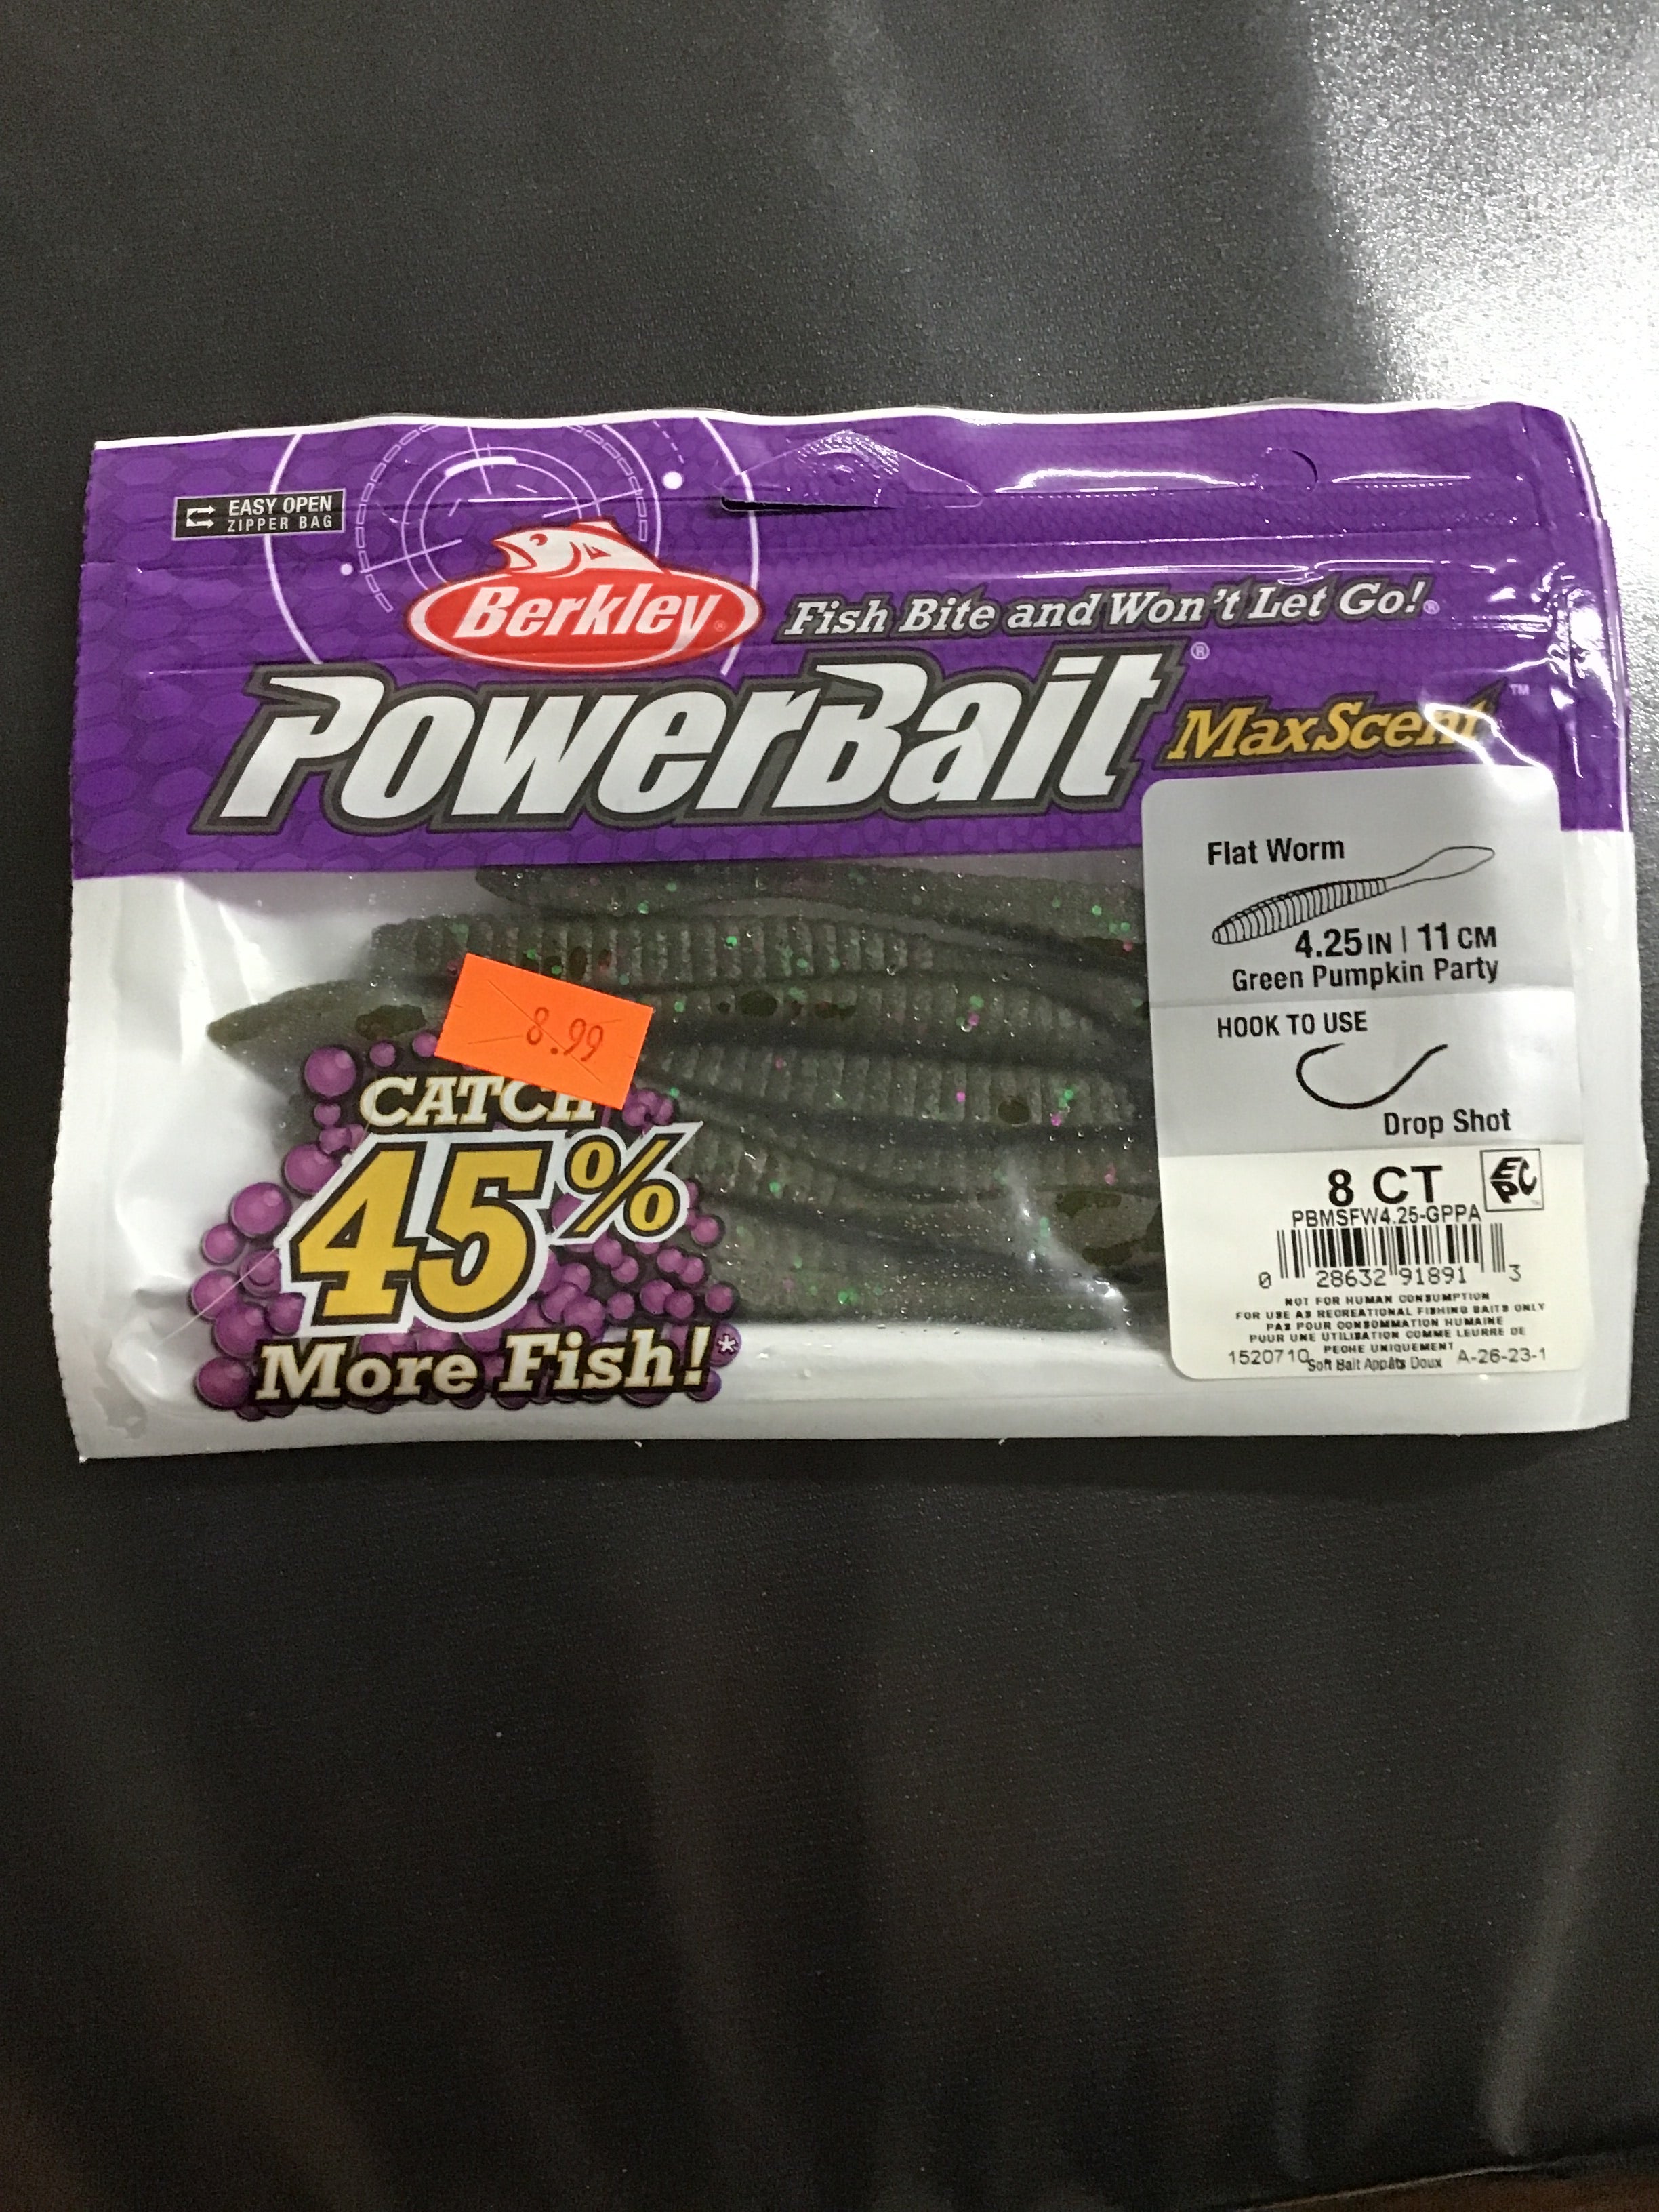 EASY OPEN
ZIPPER BAG
Berkley
Fish Bite and Won't Let Go!®
PowerBait®
MaxScent™
8.99
CATCH
45%
More Fish!*
Flat Worm
4.25 IN | 11 CM
Green Pumpkin Party
HOOK TO USE
Drop Shot
8 CT
PBMSFW4.25-GPPA
0 28632 91891 3
NOT FOR HUMAN CONSUMPTION
FOR USE AS RECREATIONAL FISHING BAITS ONLY
PAS POUR CONSOMMATION HUMAINE
POUR UNE UTILISATION COMME LEURRE DE
PECHE UNIQUEMENT
1520710 Soft Bait Appâts Doux A-26-23-1